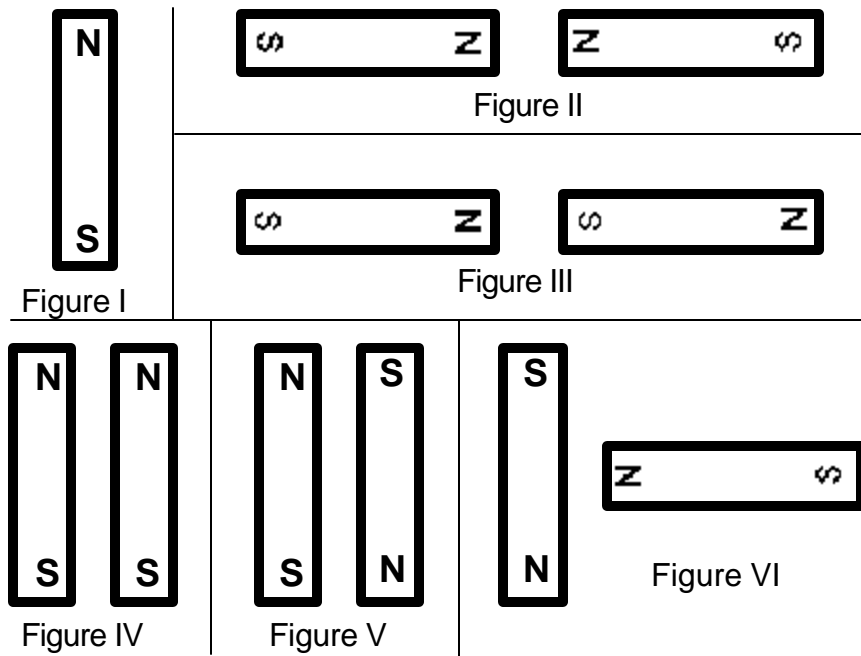 N
S
Figure I
S N N S
Figure II
S N S N
Figure III
N N
S S
Figure IV
N S
S N
Figure V
S
N S
N
Figure VI